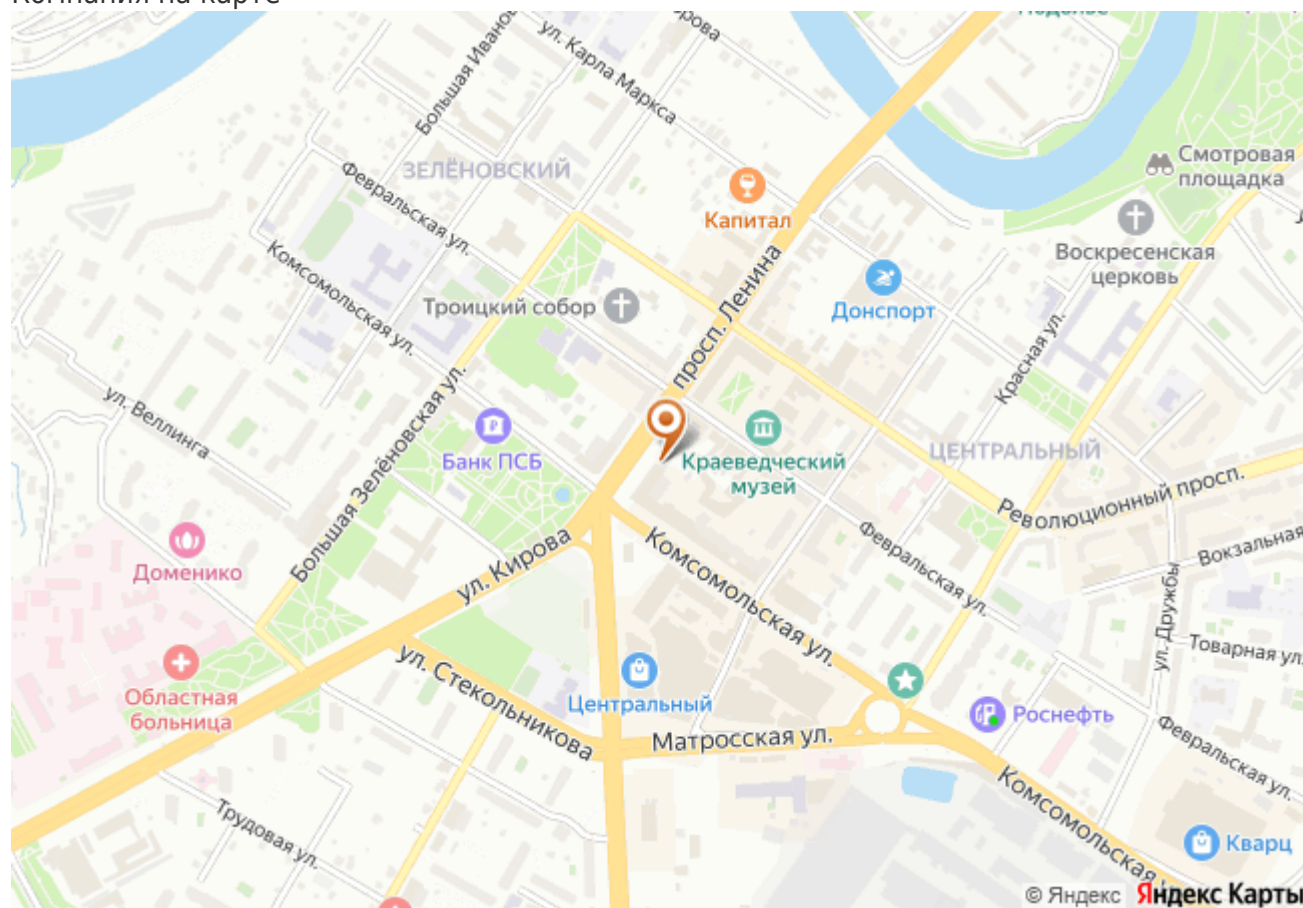 Компания на карте
ул. Карла Маркса
Большая Ивано
ЗЕЛЁНОВСКИЙ
Февральская ул.
Комсомольская ул.
Капитал
Смотровая
площадка
Воскресенская
церковь
Донспорт
Троицкий собор
просп. Ленина
Красная ул.
ул. Веллинга
Большая Зелёновская ул.
Банк ПСБ
Краеведческий
музей
ЦЕНТРАЛЬНЫЙ
Революционный просп.
Вокзальная
Доменико
ул. Кирова
Комсомольская ул.
Февральская ул.
ул. Дружбы
Товарная ул.
Областная
больница
ул. Стекольникова
Центральный
Матросская ул.
Роснефть
Февральская ул.
Трудовая ул.
Комсомольская ул.
Кварц
© Яндекс Яндекс Карты